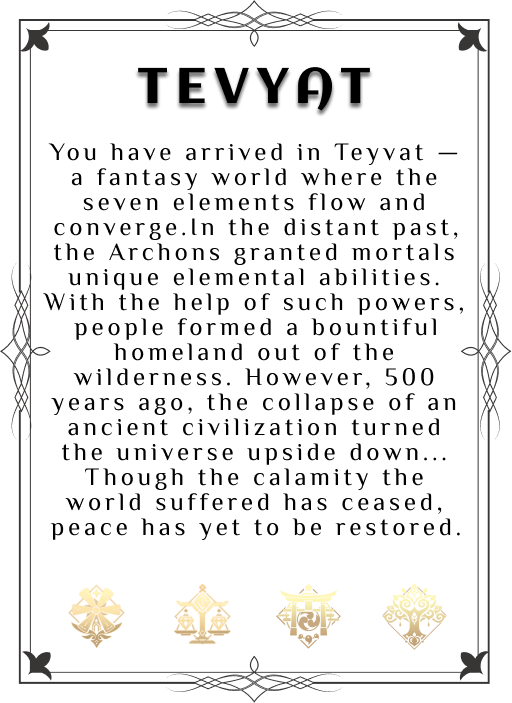 TEVYAT
You have arrived in Teyvat —
a fantasy world where the
seven elements flow and
converge.In the distant past,
the Archons granted mortals
unique elemental abilities.
With the help of such powers,
people formed a bountiful
homeland out of the
wilderness. However, 500
years ago, the collapse of an
ancient civilization turned
the universe upside down...
Though the calamity the
world suffered has ceased,
peace has yet to be restored.